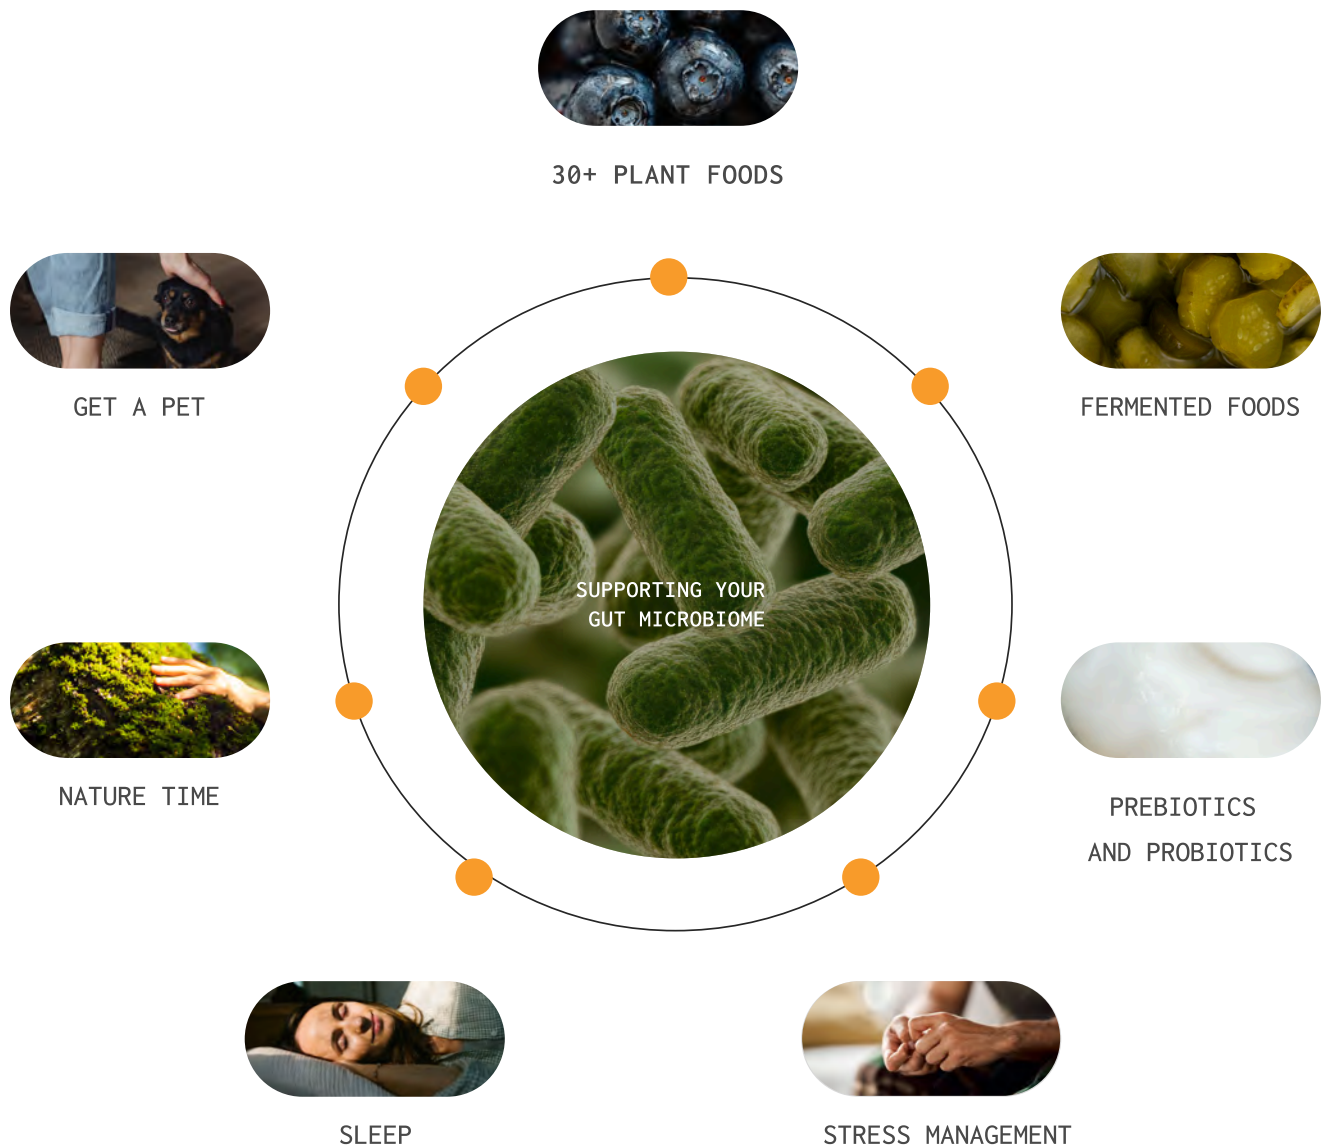 30+ PLANT FOODS
GET A PET
FERMENTED FOODS
SUPPORTING YOUR
GUT MICROBIOME
NATURE TIME
PREBIOTICS
AND PROBIOTICS
SLEEP
STRESS MANAGEMENT